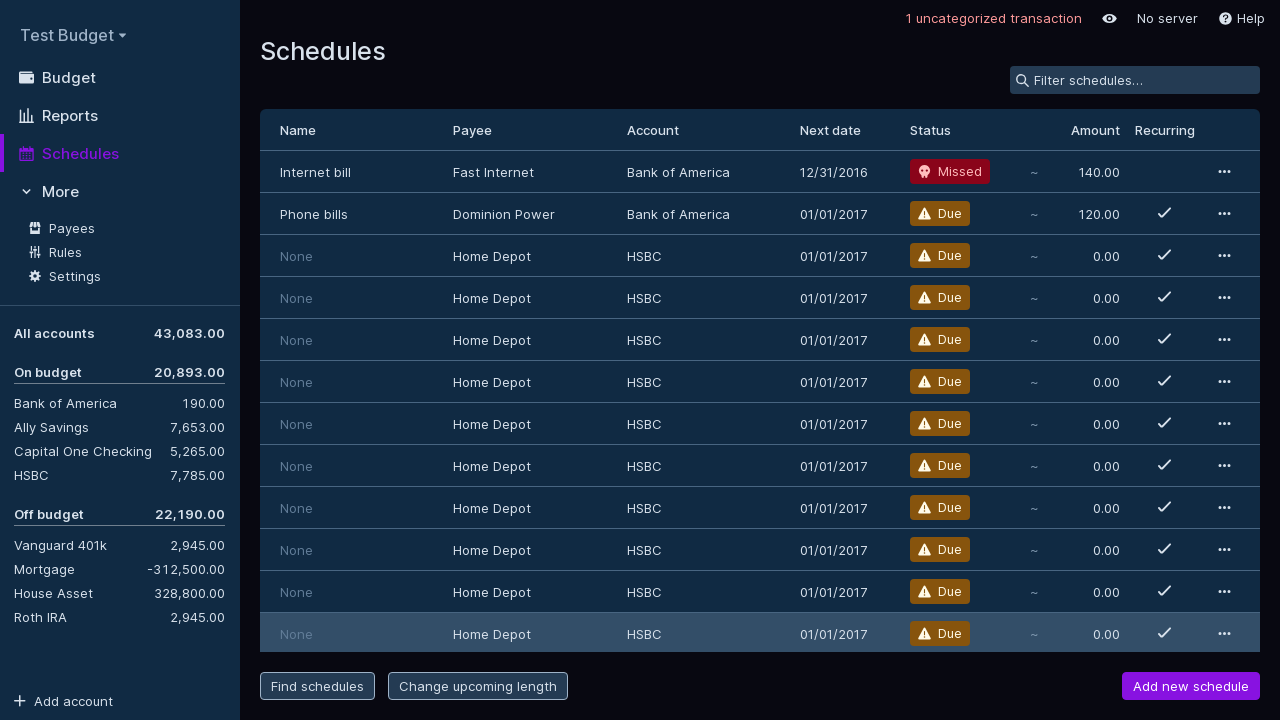 1 uncategorized transaction No server Help
Test Budget
Schedules
Budget
Filter schedules...
Reports
Schedules
More
Payees
Rules
Settings
All accounts 43,083.00
On budget 20,893.00
Bank of America 190.00
Ally Savings 7,653.00
Capital One Checking 5,265.00
HSBC 7,785.00
Off budget 22,190.00
Vanguard 401k 2,945.00
Mortgage -312,500.00
House Asset 328,800.00
Roth IRA 2,945.00
Add account
Name Payee Account Next date Status Amount Recurring
Internet bill Fast Internet Bank of America 12/31/2016 Missed ~ 140.00
Phone bills Dominion Power Bank of America 01/01/2017 Due ~ 120.00
None Home Depot HSBC 01/01/2017 Due ~ 0.00
None Home Depot HSBC 01/01/2017 Due ~ 0.00
None Home Depot HSBC 01/01/2017 Due ~ 0.00
None Home Depot HSBC 01/01/2017 Due ~ 0.00
None Home Depot HSBC 01/01/2017 Due ~ 0.00
None Home Depot HSBC 01/01/2017 Due ~ 0.00
None Home Depot HSBC 01/01/2017 Due ~ 0.00
None Home Depot HSBC 01/01/2017 Due ~ 0.00
None Home Depot HSBC 01/01/2017 Due ~ 0.00
None Home Depot HSBC 01/01/2017 Due ~ 0.00
Find schedules Change upcoming length Add new schedule